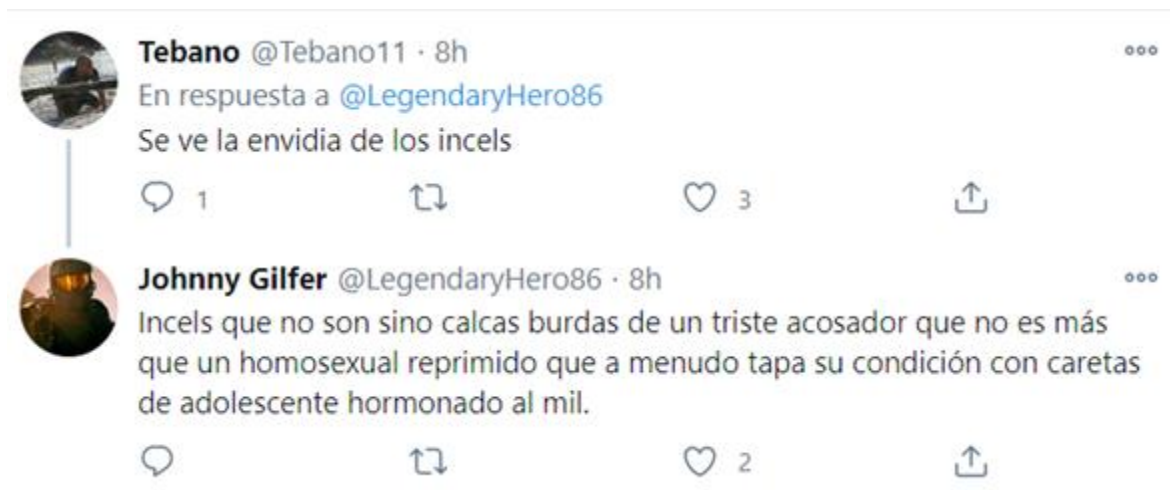 Tebano @Tebano11 · 8h
En respuesta a @LegendaryHero86
Se ve la envidia de los incels
1 3
Johnny Gilfer @LegendaryHero86 · 8h
Incels que no son sino calcas burdas de un triste acosador que no es más
que un homosexual reprimido que a menudo tapa su condición con caretas
de adolescente hormonado al mil.
2